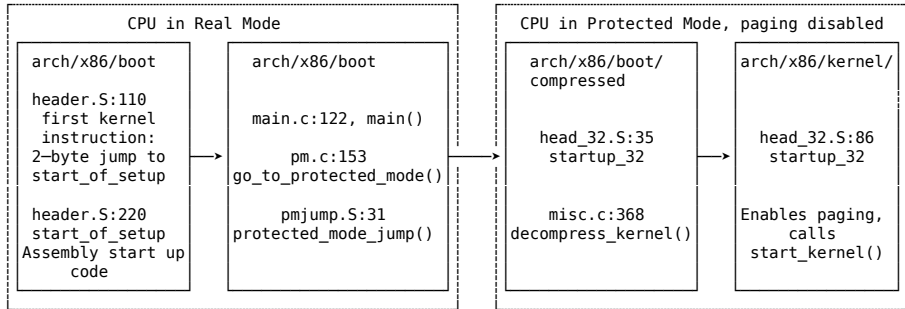 CPU in Real Mode
arch/x86/boot
header.S:110
first kernel
instruction:
2-byte jump to
start_of_setup
header.S:220
start_of_setup
Assembly start up
code
arch/x86/boot
main.c:122, main()
pm.c:153
go_to_protected_mode()
pmjump.S:31
protected_mode_jump()
CPU in Protected Mode, paging disabled
arch/x86/boot/
compressed
head_32.S:35
startup_32
misc.c:368
decompress_kernel()
arch/x86/kernel/
head_32.S:86
startup_32
Enables paging,
calls
start_kernel()